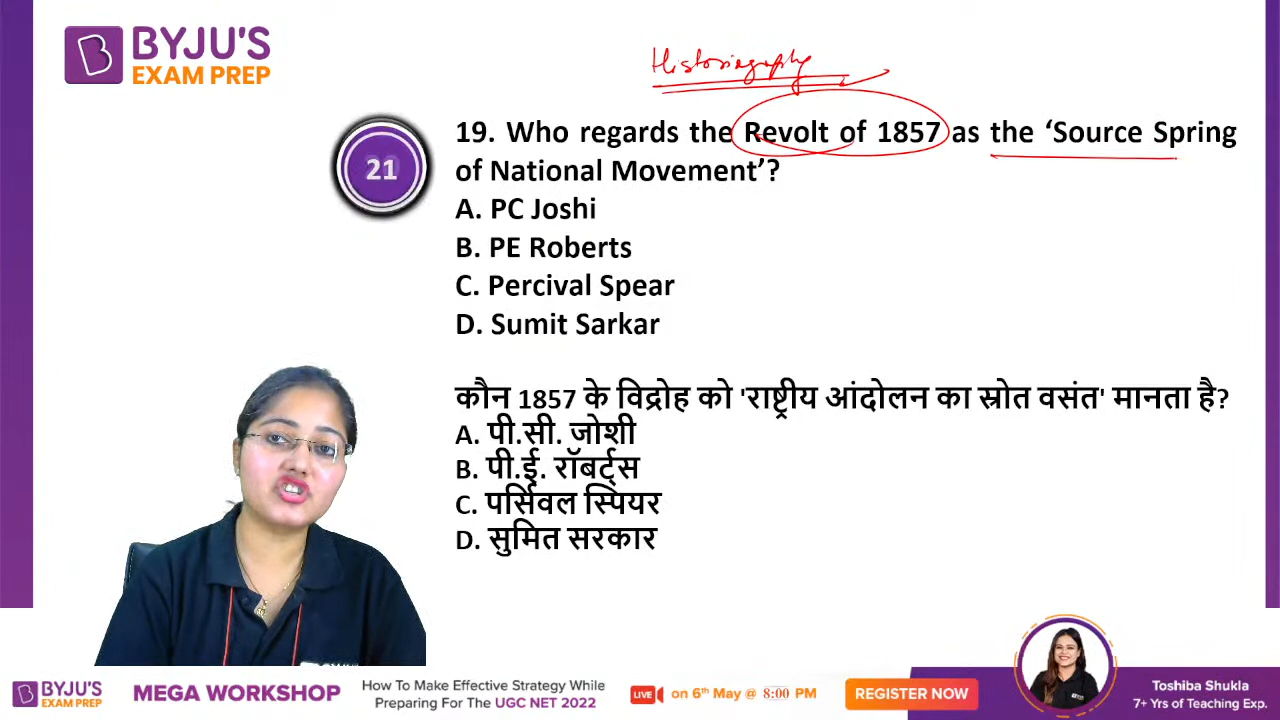 BYJU'S
EXAM PREP
Historiography
21
19. Who regards the Revolt of 1857 as the ‘Source Spring
of National Movement’?
A. PC Joshi
B. PE Roberts
C. Percival Spear
D. Sumit Sarkar
कौन 1857 के विद्रोह को 'राष्ट्रीय आंदोलन का स्रोत वसंत' मानता है?
A. पी.सी. जोशी
B. पी.ई. रॉबर्ट्स
C. पर्सिवल स्पियर
D. सुमित सरकार
BYJU'S
EXAM PREP
MEGA WORKSHOP
How To Make Effective Strategy While
Preparing For The UGC NET 2022
LIVE on 6th May @ 8:00 PM
REGISTER NOW
Toshiba Shukla
7+ Yrs of Teaching Exp.